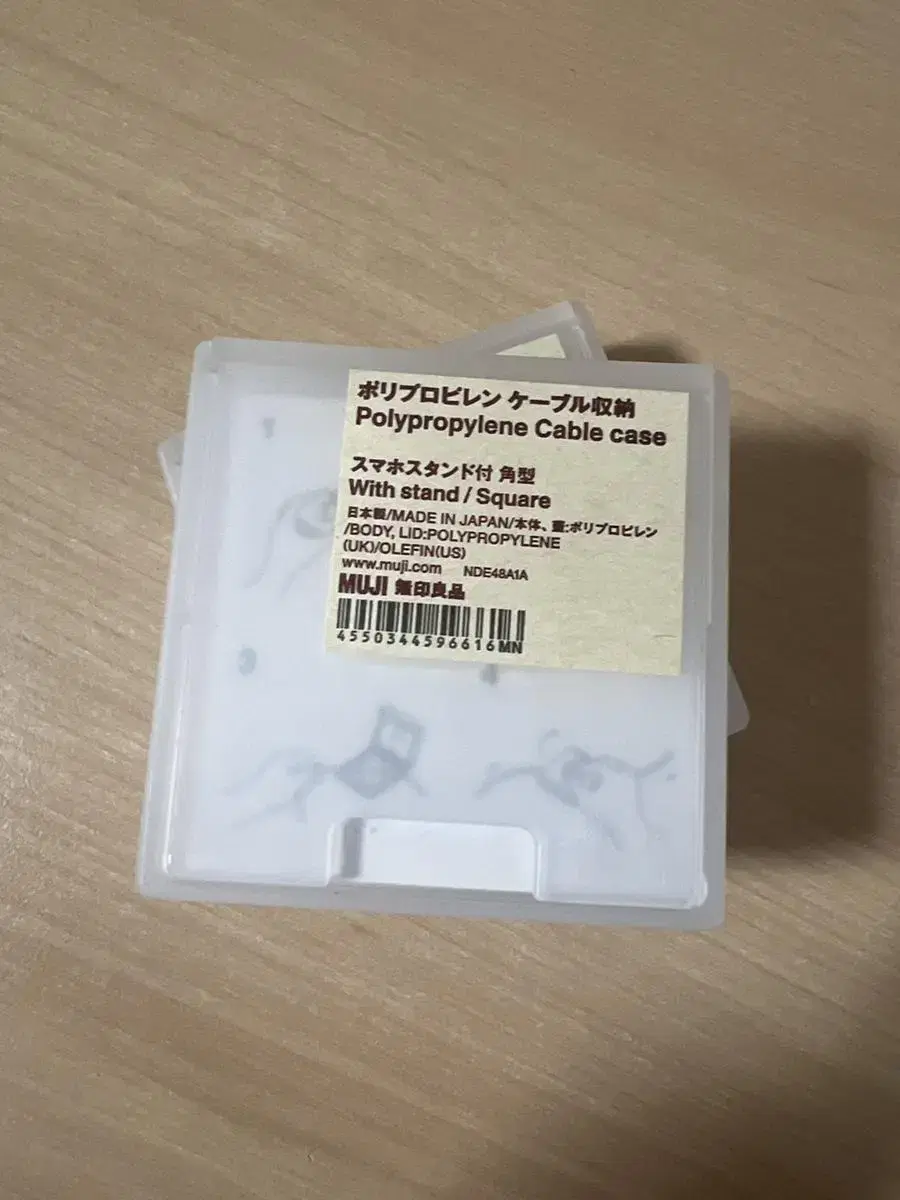 ポリプロピレン ケーブル収納
Polypropylene Cable case
スマホスタンド付 角型
With stand / Square
日本製/MADE IN JAPAN/本体、蓋:ポリプロピレン
/BODY, LID:POLYPROPYLENE
(UK)/OLEFIN(US)
www.muji.com NDE48A1A
MUJI 無印良品
4550344596616MN
1
3